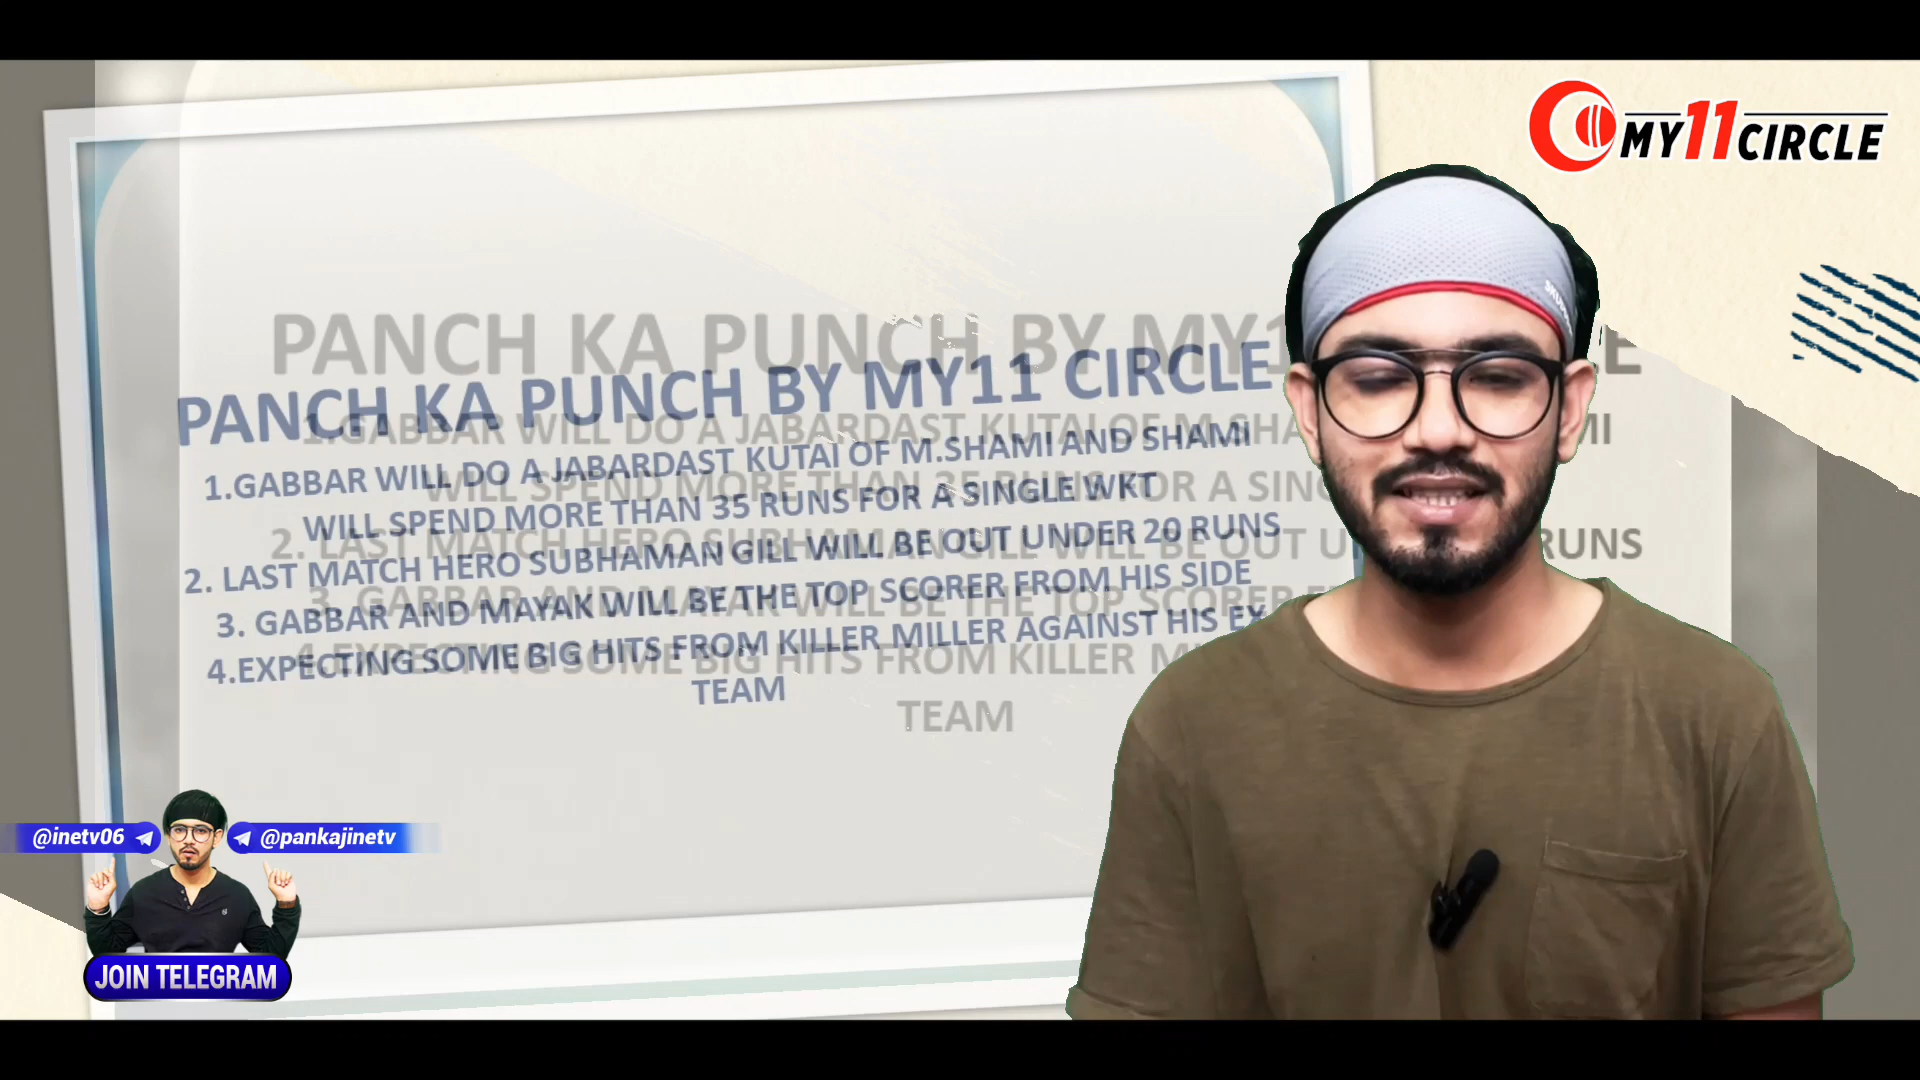 MY11CIRCLE
PANCH KA PUNCH BY MY11 CIRCLE
1.GABBAR WILL DO A JABARDAST KUTAI OF M.SHAMI AND SHAMI
WILL SPEND MORE THAN 35 RUNS FOR A SINGLE WKT
2. LAST MATCH HERO SUBHAMAN GILL WILL BE OUT UNDER 20 RUNS
3. GABBAR AND MAYAK WILL BE THE TOP SCORER FROM HIS SIDE
4.EXPECTING SOME BIG HITS FROM KILLER MILLER AGAINST HIS EX
TEAM
@inetv06 @pankajinetv
JOIN TELEGRAM